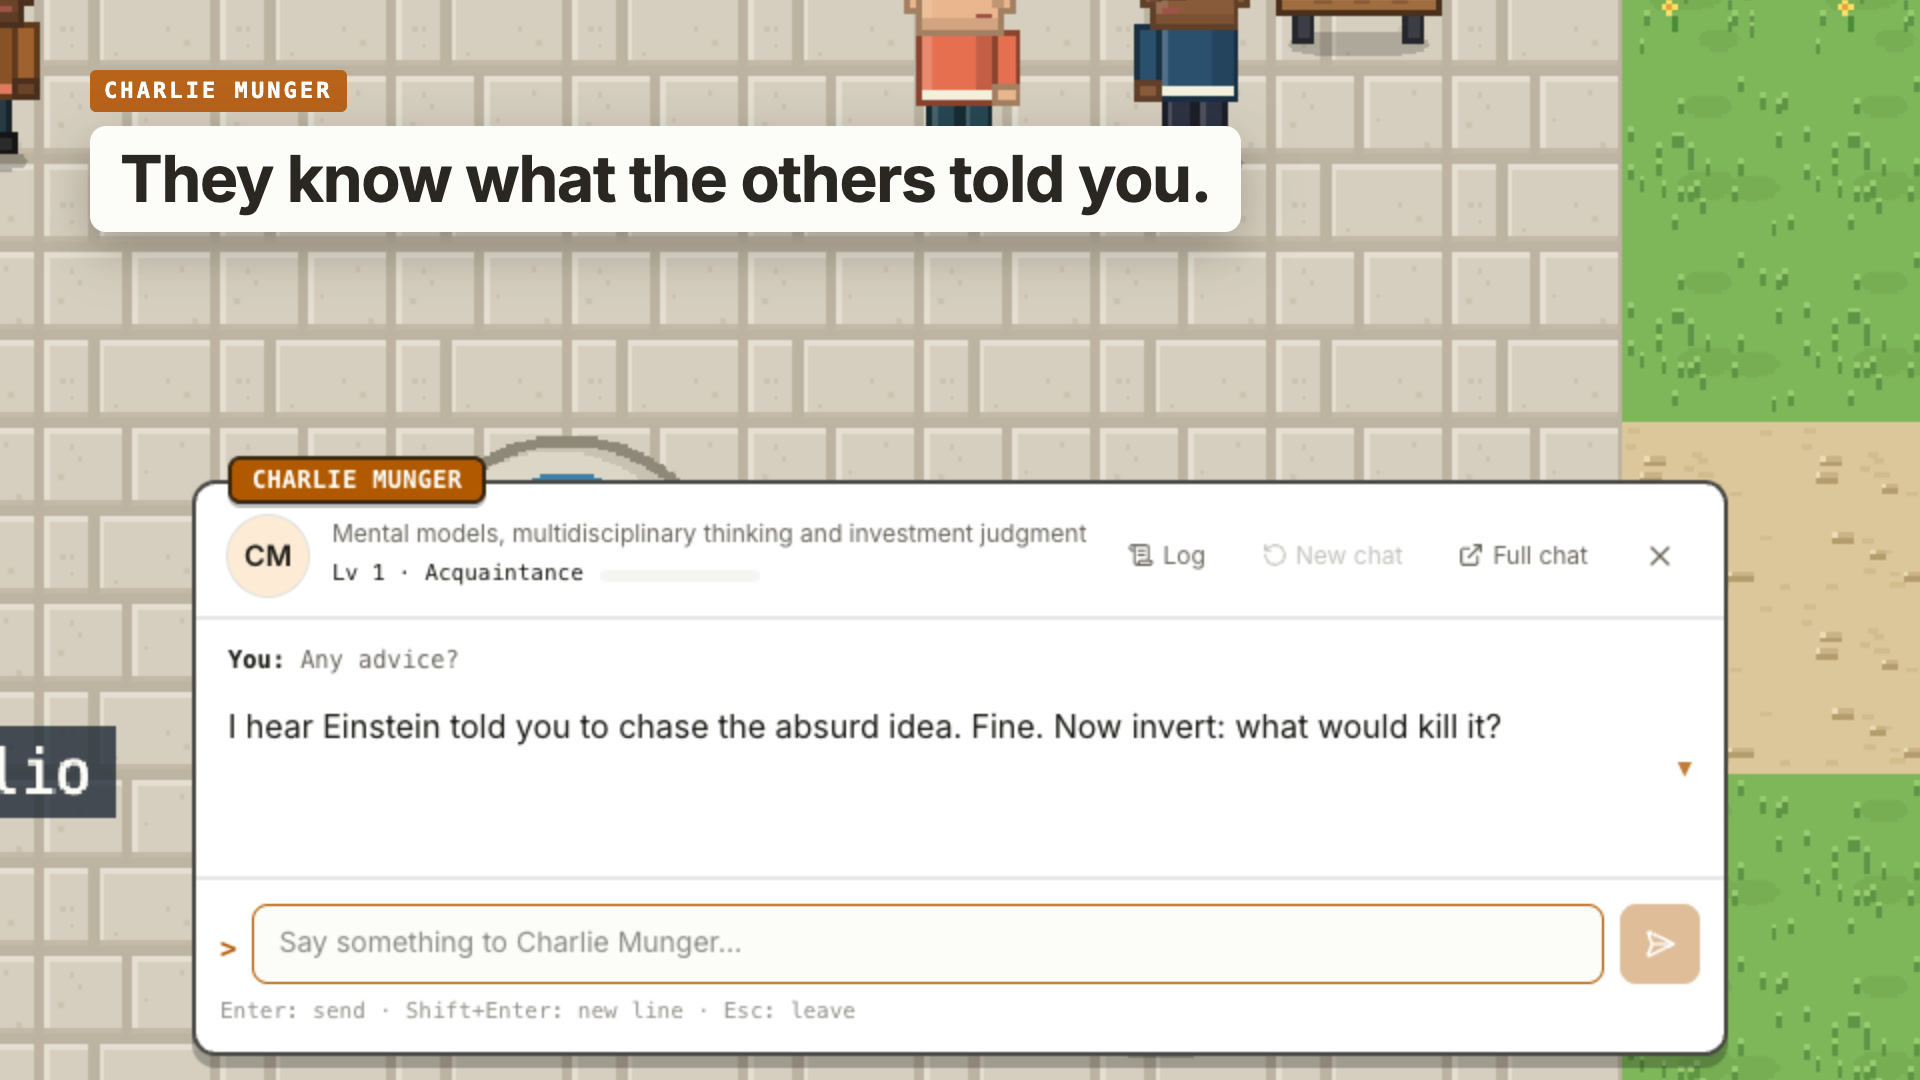 CHARLIE MUNGER
They know what the others told you.
CHARLIE MUNGER
CM
Mental models, multidisciplinary thinking and investment judgment
Lv 1 · Acquaintance
Log
New chat
Full chat
You: Any advice?
I hear Einstein told you to chase the absurd idea. Fine. Now invert: what would kill it?
lio
> Say something to Charlie Munger...
Enter: send · Shift+Enter: new line · Esc: leave